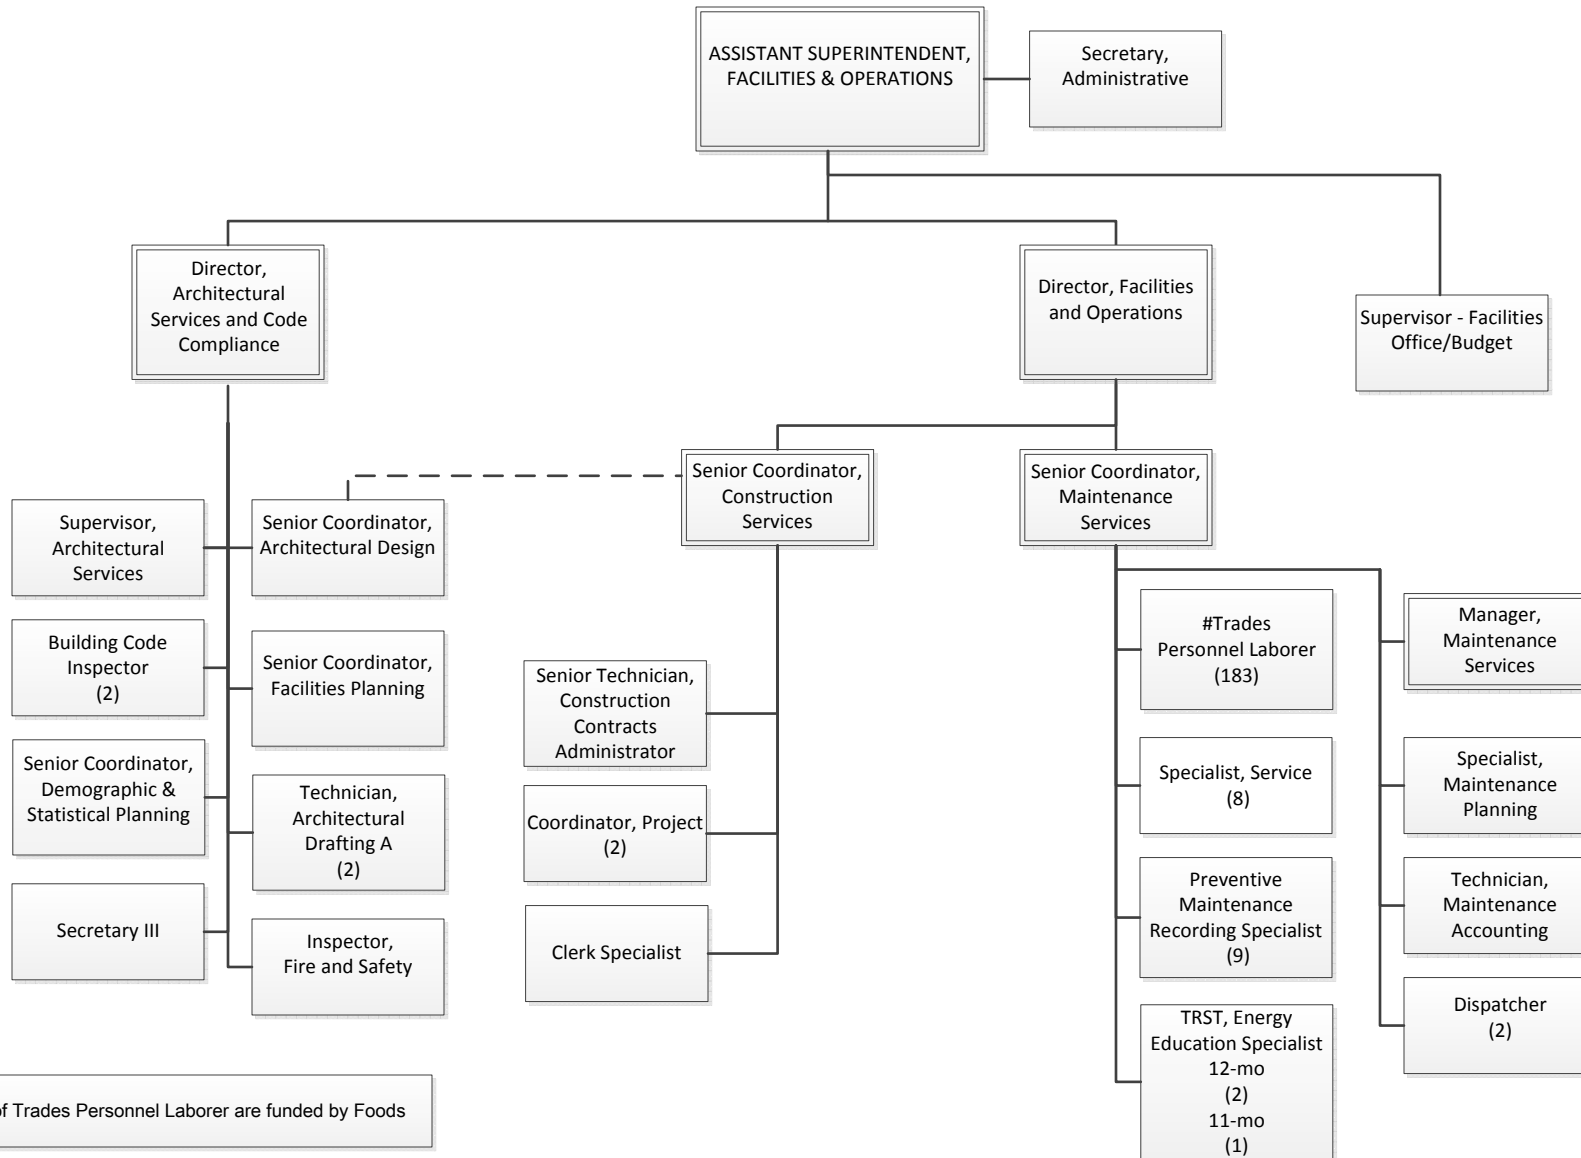 ASSISTANT SUPERINTENDENT,
FACILITIES & OPERATIONS
Secretary,
Administrative
Director,
Architectural
Services and Code
Compliance
Director, Facilities
and Operations
Supervisor - Facilities
Office/Budget
Senior Coordinator,
Construction
Services
Senior Coordinator,
Maintenance
Services
Supervisor,
Architectural
Services
Senior Coordinator,
Architectural Design
Building Code
Inspector
(2)
Senior Coordinator,
Facilities Planning
Senior Coordinator,
Demographic &
Statistical Planning
Technician,
Architectural
Drafting A
(2)
Secretary III
Inspector,
Fire and Safety
Senior Technician,
Construction
Contracts
Administrator
Coordinator, Project
(2)
Clerk Specialist
#Trades
Personnel Laborer
(183)
Specialist, Service
(8)
Preventive
Maintenance
Recording Specialist
(9)
TRST, Energy
Education Specialist
12-mo
(2)
11-mo
(1)
Manager,
Maintenance
Services
Specialist,
Maintenance
Planning
Technician,
Maintenance
Accounting
Dispatcher
(2)
of Trades Personnel Laborer are funded by Foods